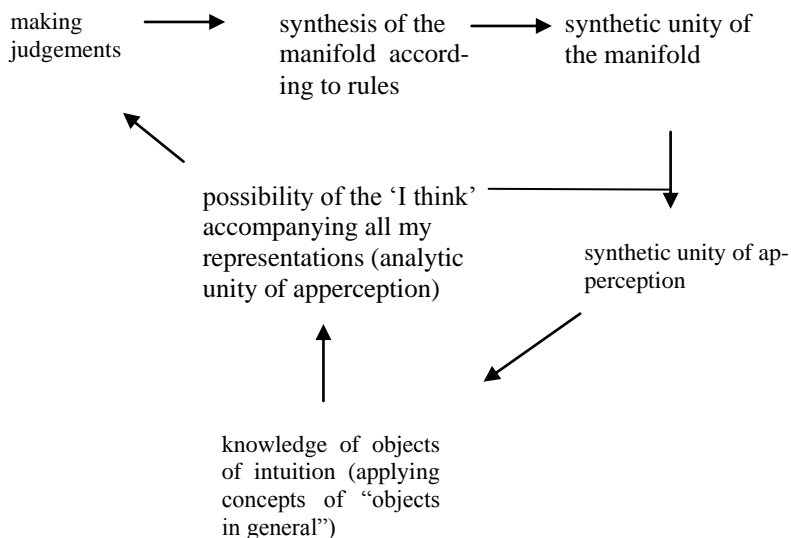 making
judgements
synthesis of the
manifold accord-
ing to rules
synthetic unity of
the manifold
possibility of the ‘I think’
accompanying all my
representations (analytic
unity of apperception)
synthetic unity of ap-
perception
knowledge of objects
of intuition (applying
concepts of “objects
in general”)